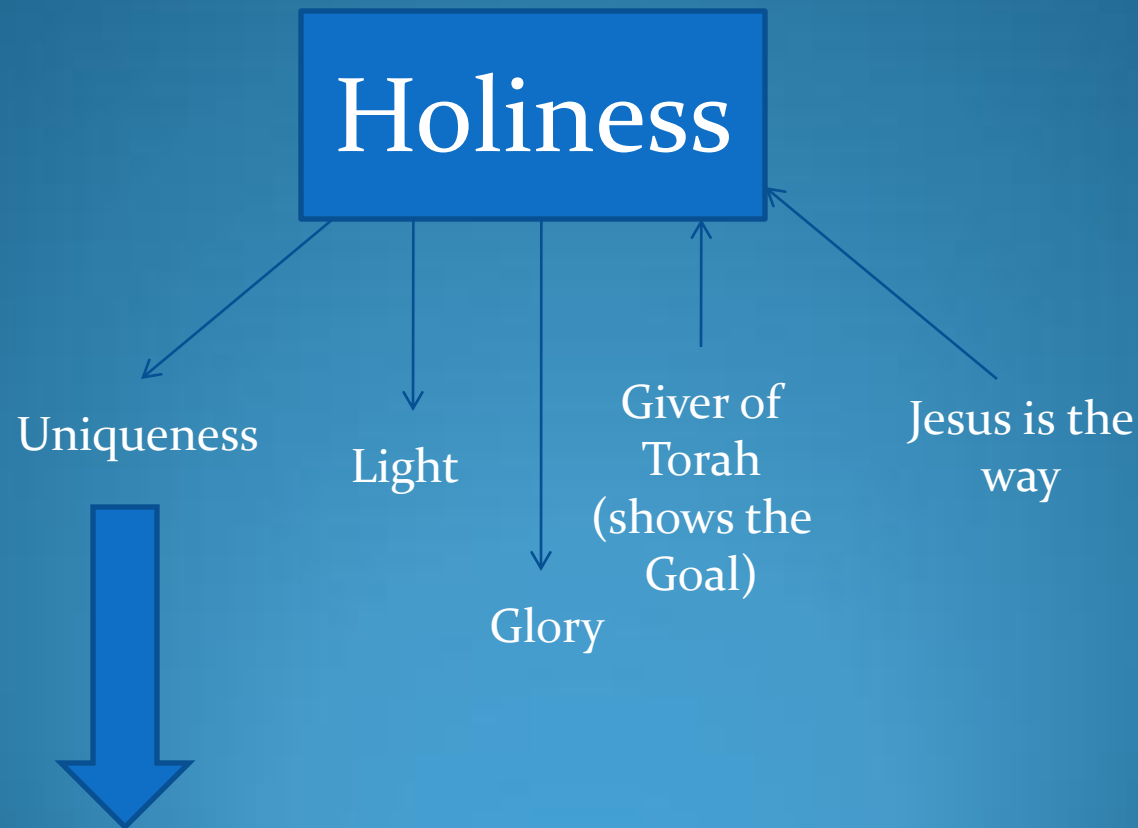 Holiness
Uniqueness
Light
Glory
Giver of
Torah
(shows the
Goal)
Jesus is the
way